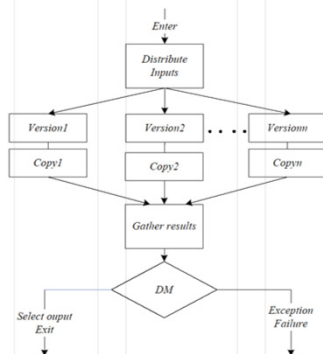 Enter
Distribute
Inputs
Version1
Version2
....
Versionn
Copy1
Copy2
Copyn
Gather results
DM
Select ouput
Exit
Exception
Failure